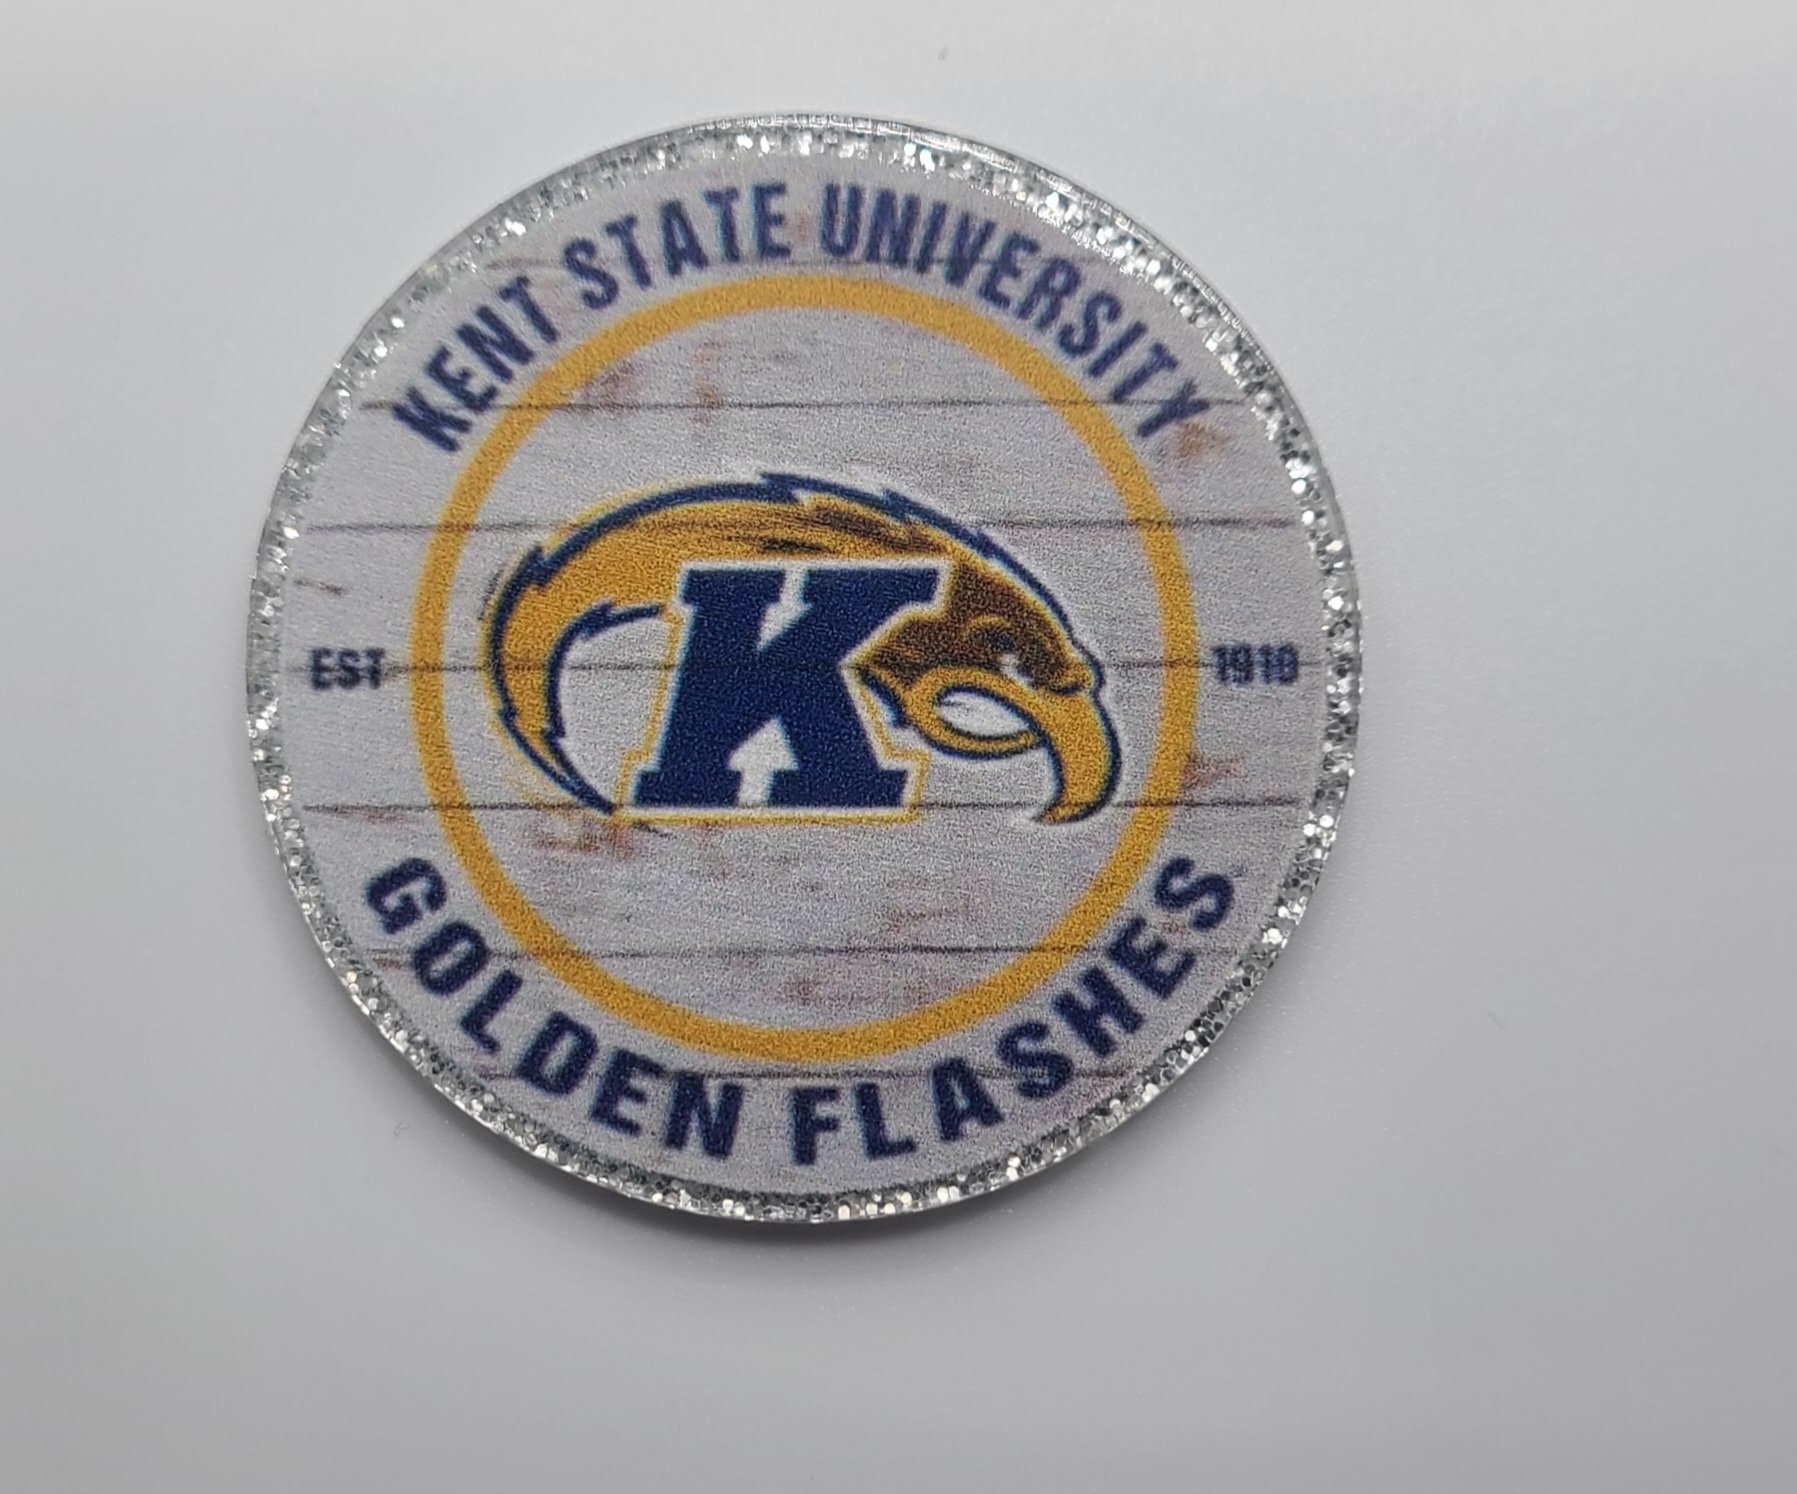 KENT STATE UNIVERSITY
EST 1910
K
GOLDEN FLASHES